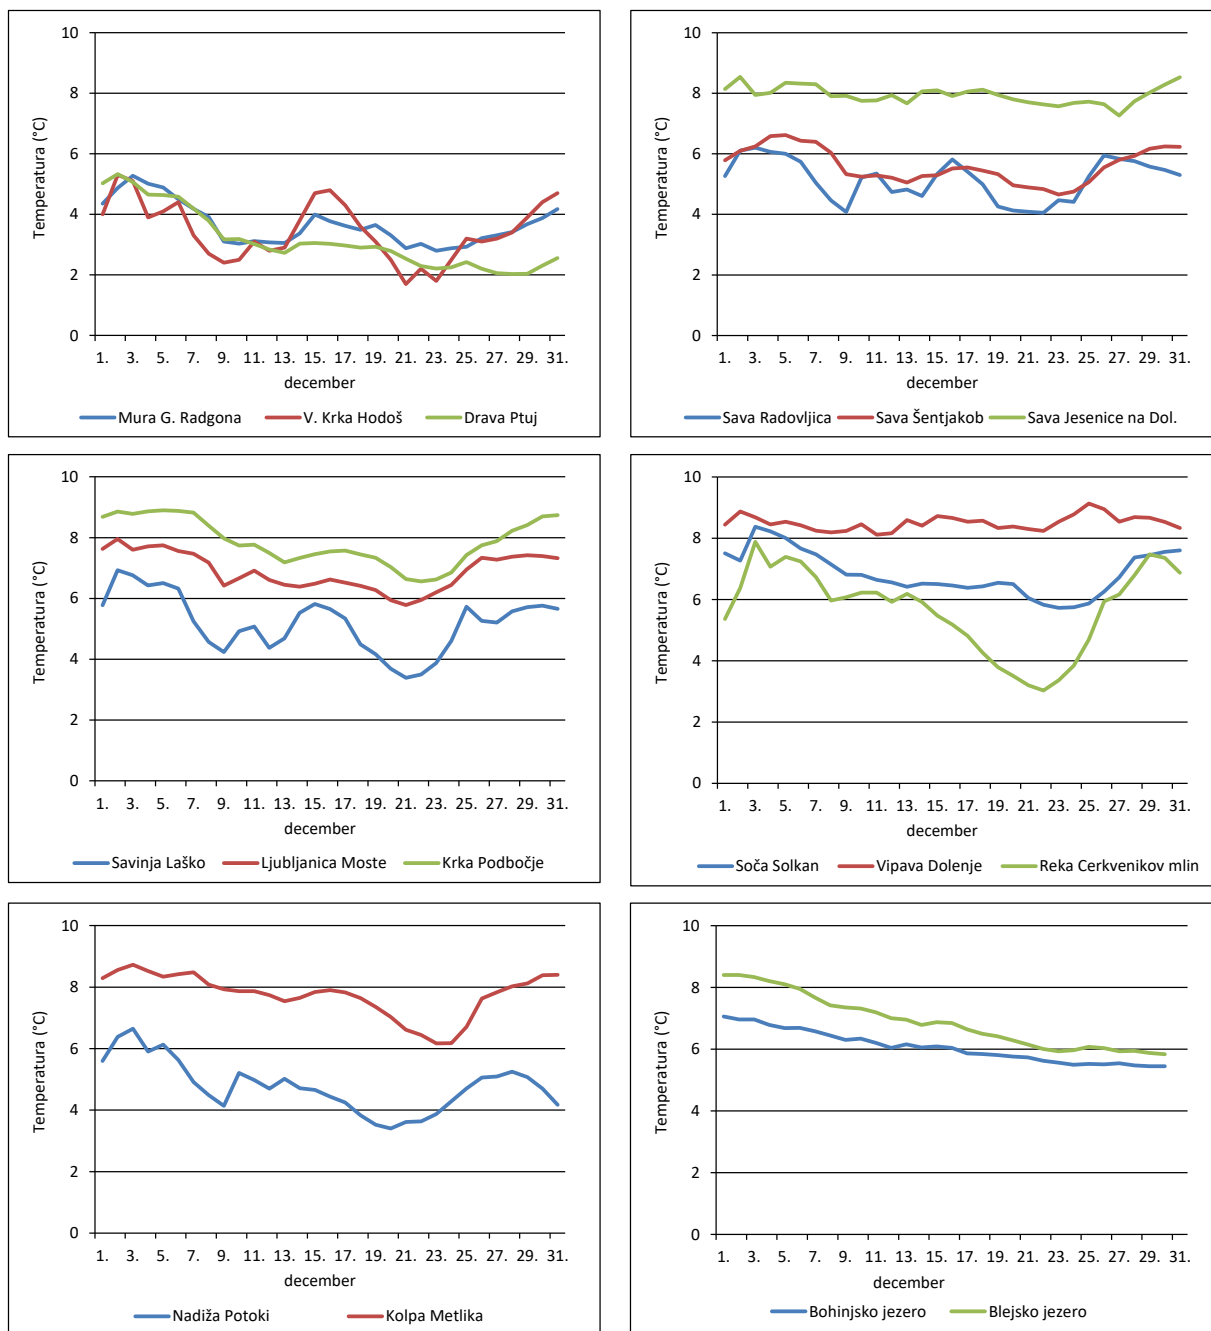 10
8
6
4
2
0
Temperatura (°C)
1. 3. 5. 7. 9. 11. 13. 15. 17. 19. 21. 23. 25. 27. 29. 31.
december
Mura G. Radgona V. Krka Hodoš Drava Ptuj
10
8
6
4
2
0
Temperatura (°C)
1. 3. 5. 7. 9. 11. 13. 15. 17. 19. 21. 23. 25. 27. 29. 31.
december
Sava Radovljica Sava Šentjakob Sava Jesenice na Dol.
10
8
6
4
2
0
Temperatura (°C)
1. 3. 5. 7. 9. 11. 13. 15. 17. 19. 21. 23. 25. 27. 29. 31.
december
Savinja Laško Ljubljanica Moste Krka Podbočje
10
8
6
4
2
0
Temperatura (°C)
1. 3. 5. 7. 9. 11. 13. 15. 17. 19. 21. 23. 25. 27. 29. 31.
december
Soča Solkan Vipava Dolenje Reka Cerkvenikov mlin
10
8
6
4
2
0
Temperatura (°C)
1. 3. 5. 7. 9. 11. 13. 15. 17. 19. 21. 23. 25. 27. 29. 31.
december
Nadiža Potoki Kolpa Metlika
10
8
6
4
2
0
Temperatura (°C)
1. 3. 5. 7. 9. 11. 13. 15. 17. 19. 21. 23. 25. 27. 29. 31.
december
Bohinjsko jezero Blejsko jezero